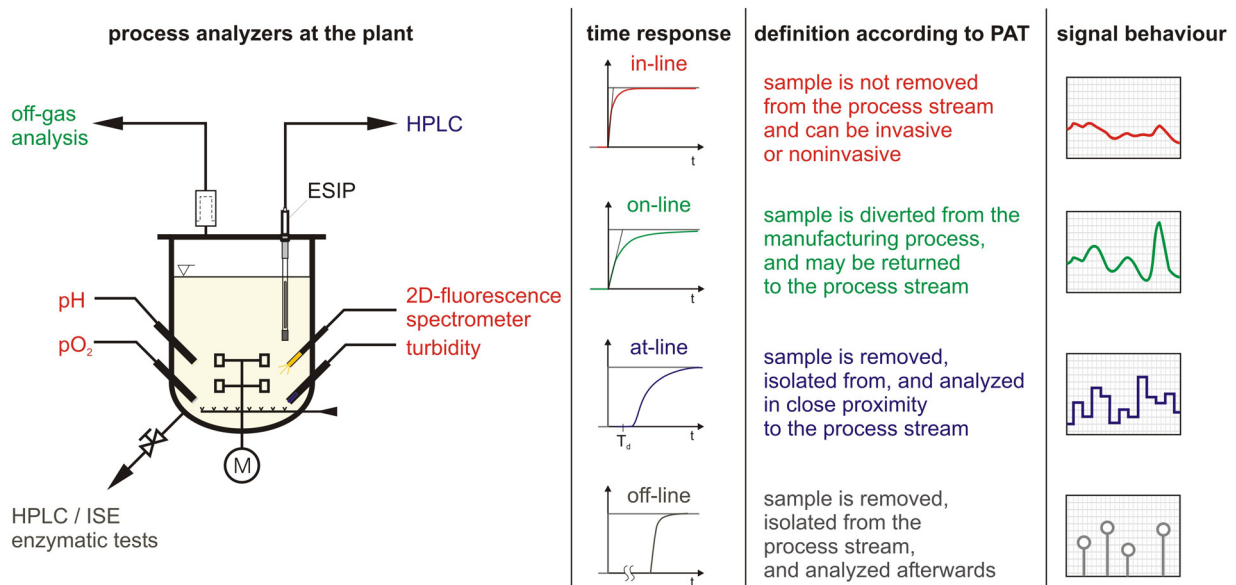 process analyzers at the plant
off-gas
analysis
HPLC
ESIP
pH
pO₂
2D-fluorescence
spectrometer
turbidity
M
HPLC / ISE
enzymatic tests
time response
in-line
t
on-line
t
at-line
T_d
t
off-line
t
definition according to PAT
sample is not removed
from the process stream
and can be invasive
or noninvasive
sample is diverted from the
manufacturing process,
and may be returned
to the process stream
sample is removed,
isolated from, and analyzed
in close proximity
to the process stream
sample is removed,
isolated from the
process stream,
and analyzed afterwards
signal behaviour